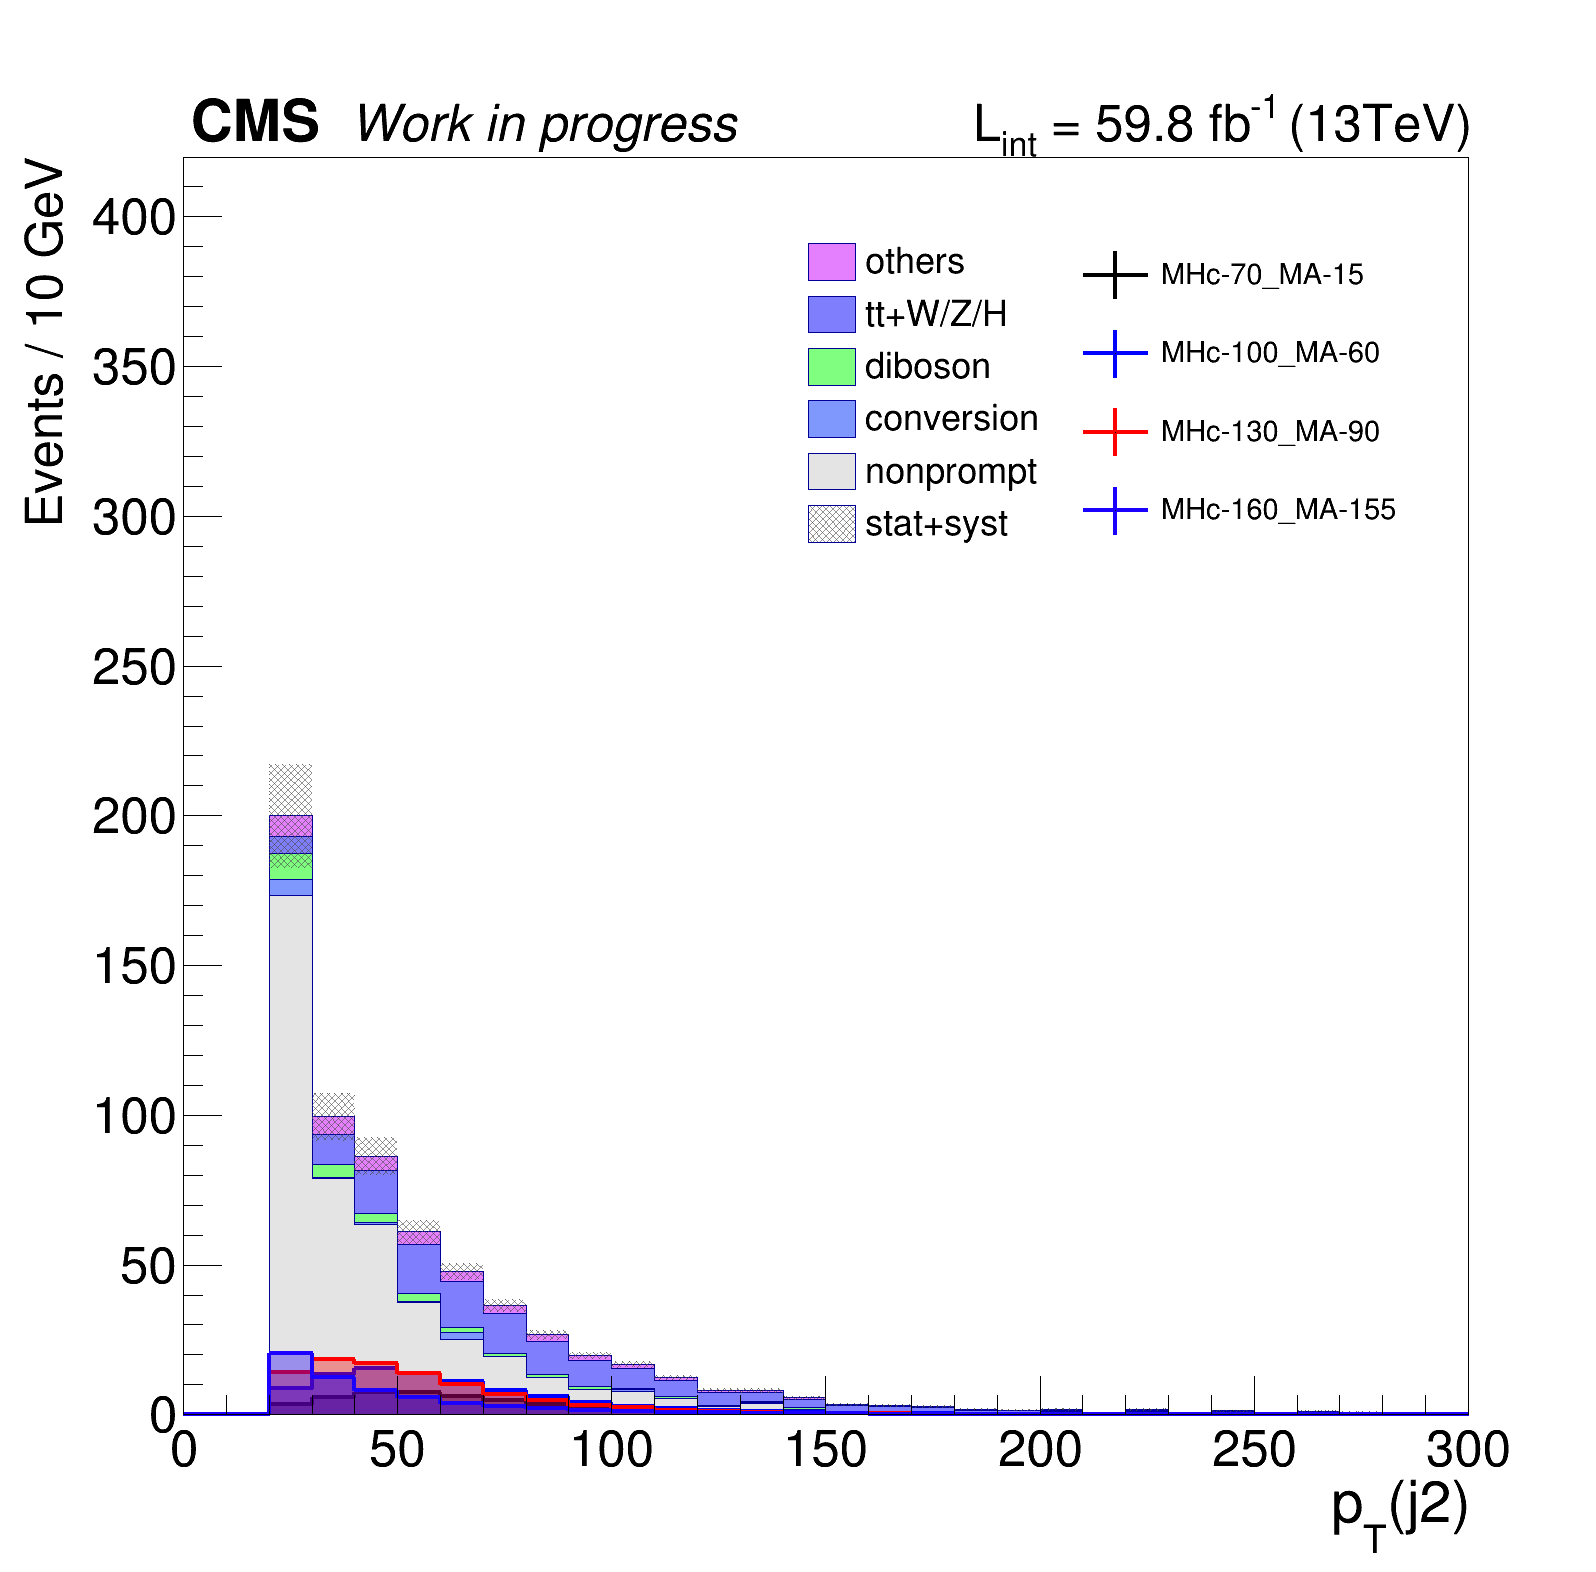 CMS Work in progress L_int = 59.8 fb^-1 (13TeV)
Events / 10 GeV
400
350
300
250
200
150
100
50
0
others
tt+W/Z/H
diboson
conversion
nonprompt
stat+syst
MHc-70_MA-15
MHc-100_MA-60
MHc-130_MA-90
MHc-160_MA-155
0 50 100 150 200 250 300
p_T(j2)